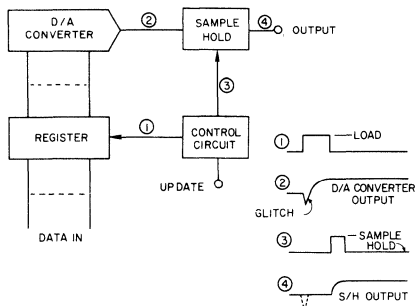 D/A
CONVERTER
②
SAMPLE
HOLD
④
OUTPUT
③
REGISTER
①
CONTROL
CIRCUIT
UPDATE
DATA IN
① LOAD
② D/A CONVERTER
OUTPUT
GLITCH
③ SAMPLE
HOLD
④ S/H OUTPUT